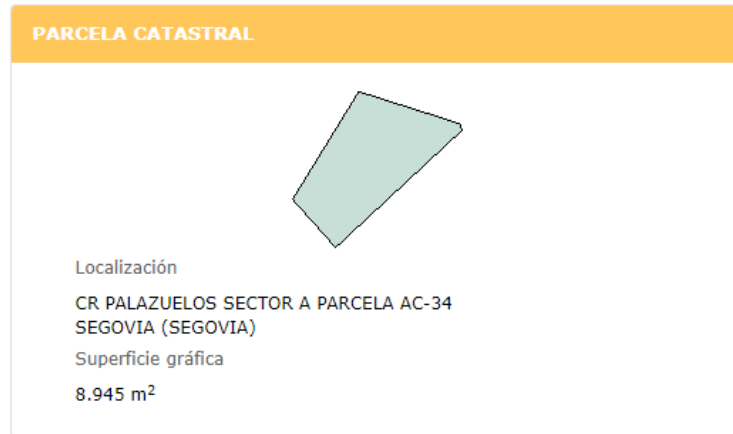 PARCELA CATASTRAL
Localización
CR PALAZUELOS SECTOR A PARCELA AC-34
SEGOVIA (SEGOVIA)
Superficie gráfica
8.945 m²